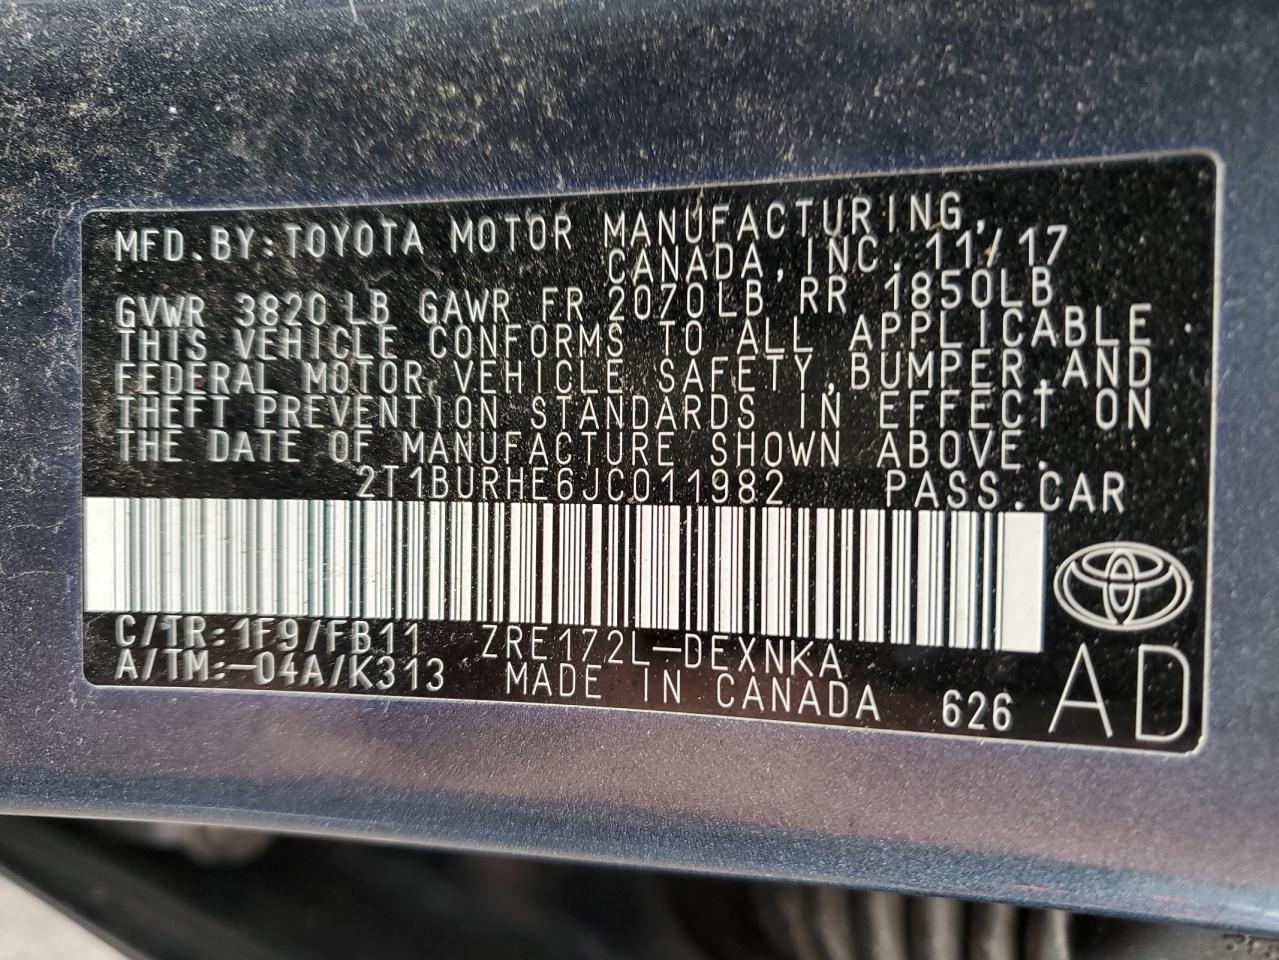 MFD.BY:TOYOTA MOTOR MANUFACTURING,
CANADA, INC. 11/17
GVWR 3820 LB GAWR FR 2070LB RR 1850LB
THIS VEHICLE CONFORMS TO ALL APPLICABLE
FEDERAL MOTOR VEHICLE SAFETY, BUMPER, AND
THEFT PREVENTION STANDARDS IN EFFECT ON
THE DATE OF MANUFACTURE SHOWN ABOVE.
2T1BURHE6JC011982 PASS.CAR
C/TR:1F9/FB11 ZRE172L-DEXNKA
A/TM:-04A/K313 MADE IN CANADA 626 AD